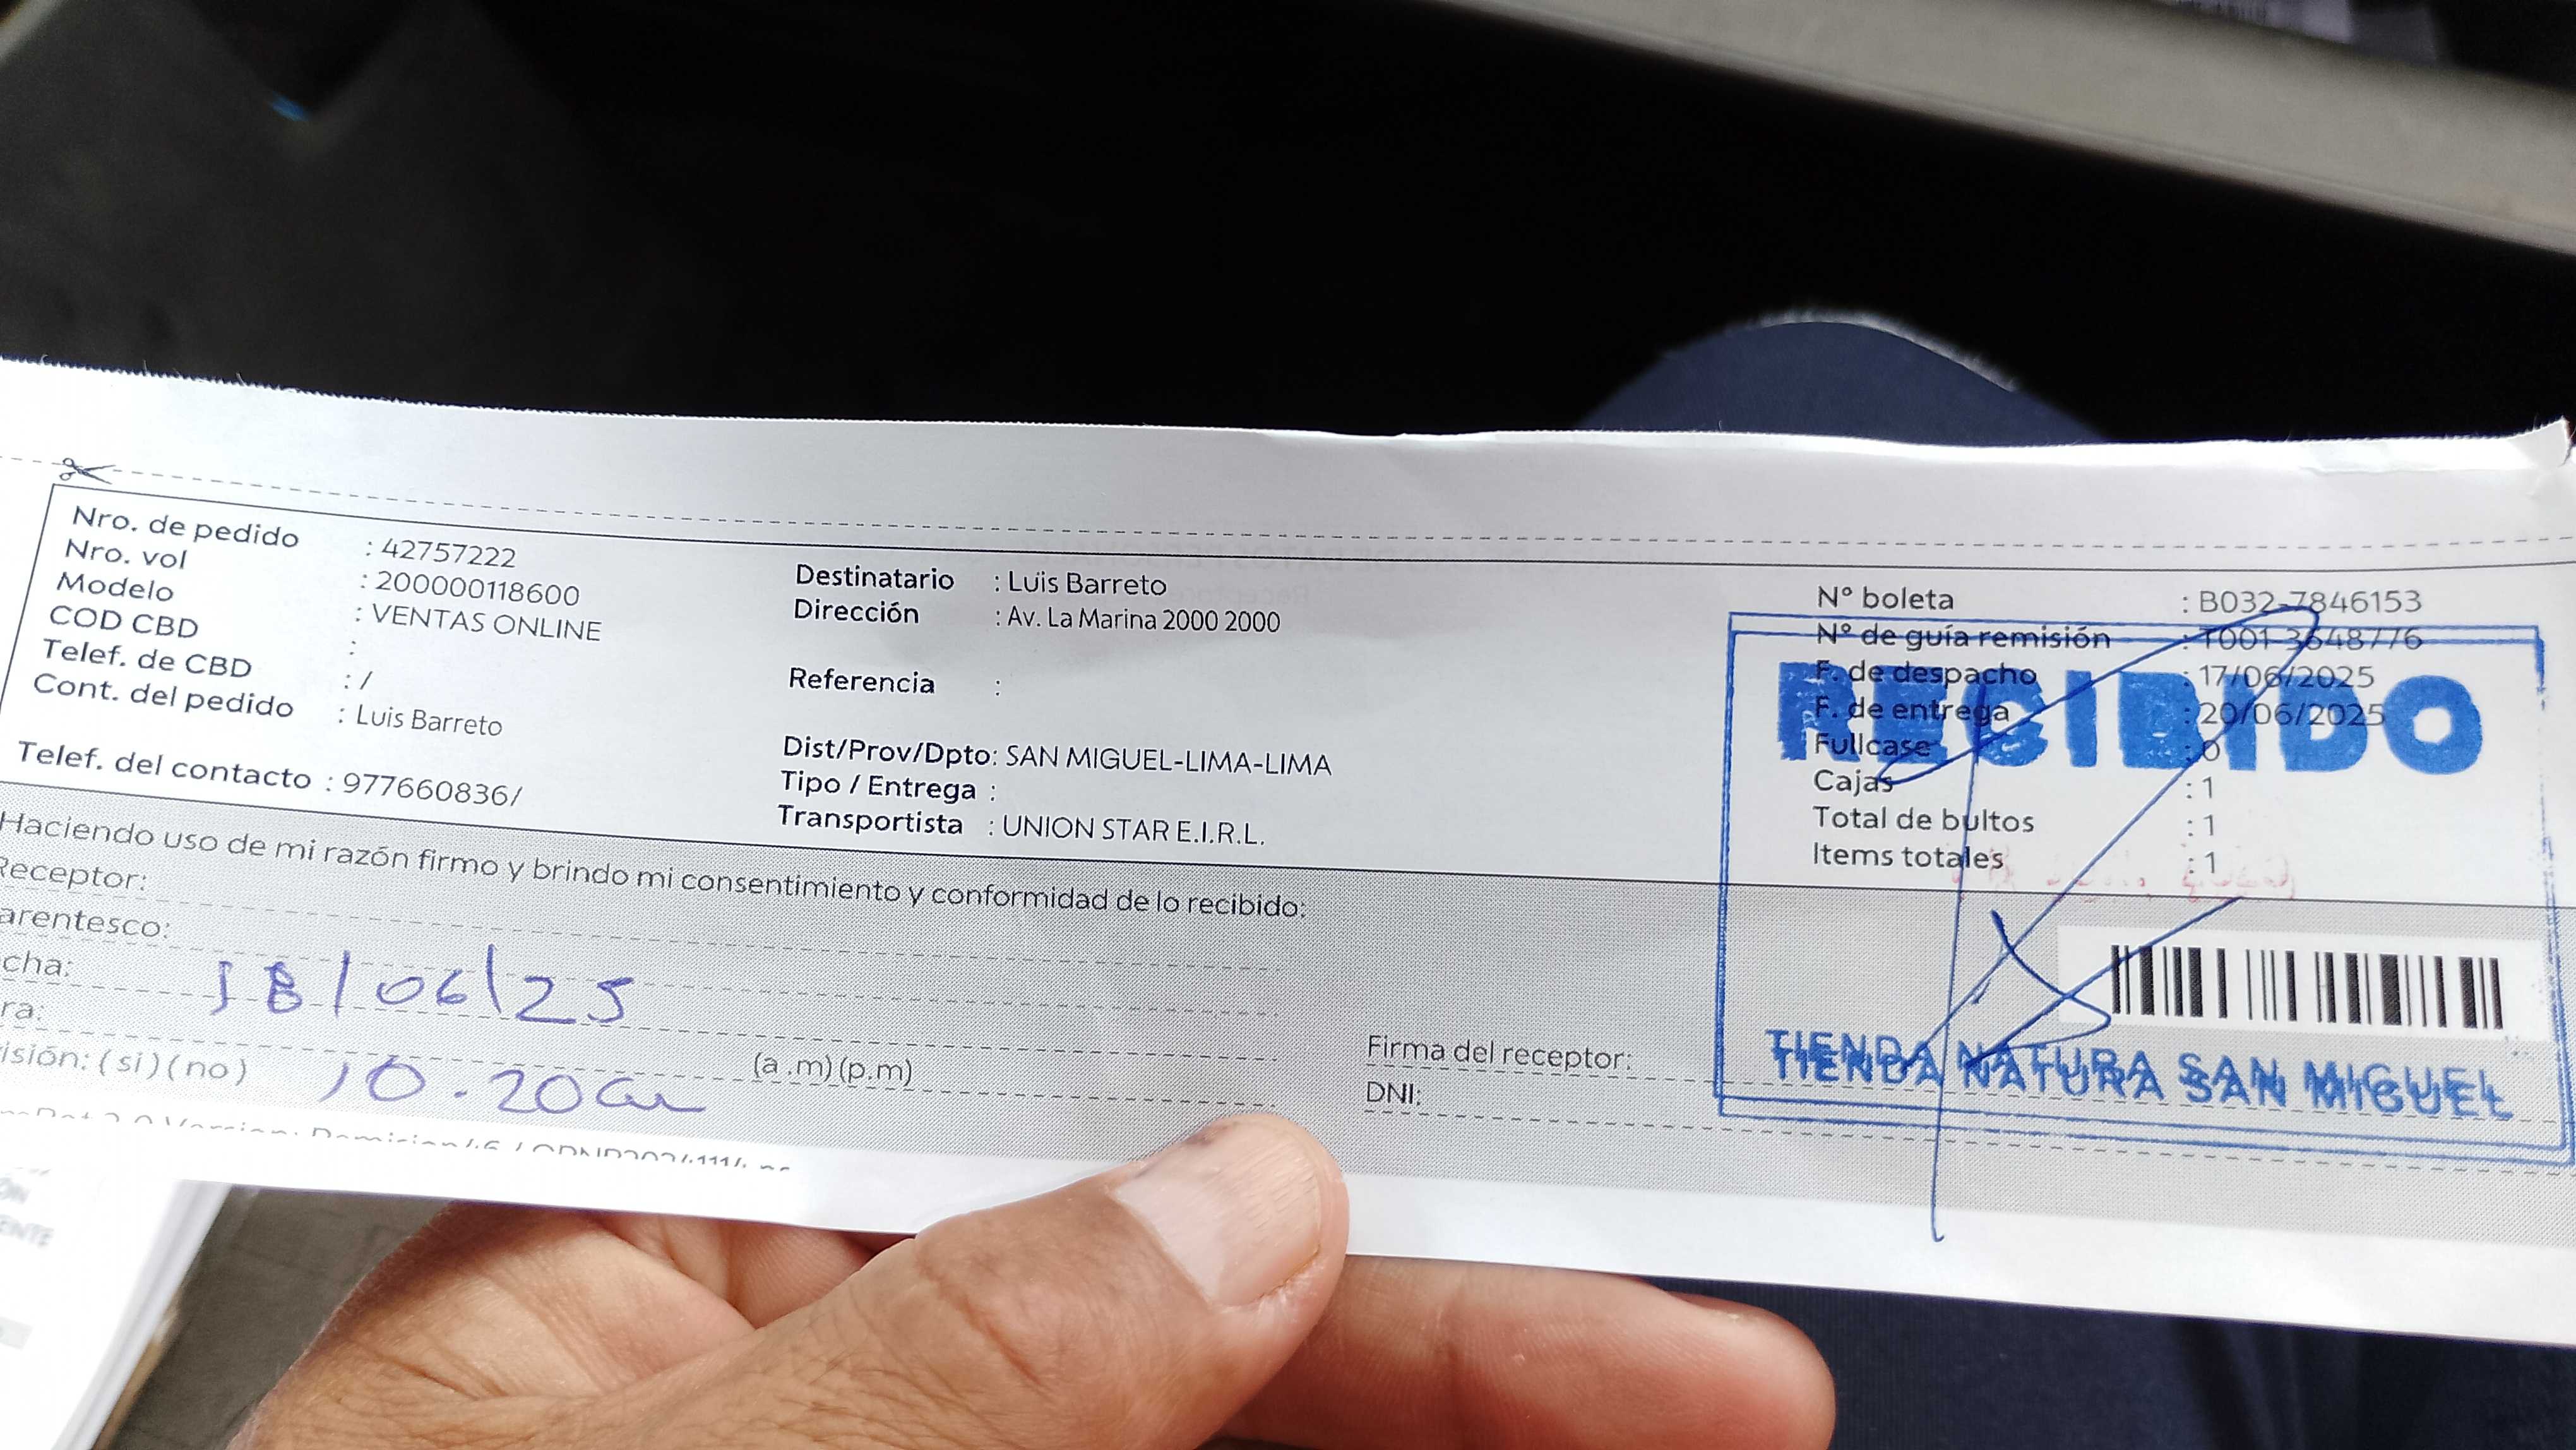 Nro. de pedido : 42757222
Nro. vol : 200000118600
Modelo : VENTAS ONLINE
COD CBD :
Telef. de CBD : /
Cont. del pedido : Luis Barreto
Telef. del contacto : 977660836/
Destinatario : Luis Barreto
Dirección : Av. La Marina 2000 2000
Referencia :
Dist/Prov/Dpto: SAN MIGUEL-LIMA-LIMA
Tipo / Entrega :
Transportista : UNION STAR E.I.R.L.
N° boleta : B032-7846153
N° de guía remisión : T001-3648776
F. de despacho : 17/06/2025
F. de entrega : 20/06/2025
Fullcase : 0
Cajas : 1
Total de bultos : 1
Items totales : 1
RECIBIDO
Haciendo uso de mi razón firmo y brindo mi consentimiento y conformidad de lo recibido:
Receptor:
arentesco:
cha: 18/06/25
ra: 10.20am (a.m)(p.m)
isión: (si) (no)
Firma del receptor:
DNI:
TIENDA NATURA SAN MIGUEL
ENTE